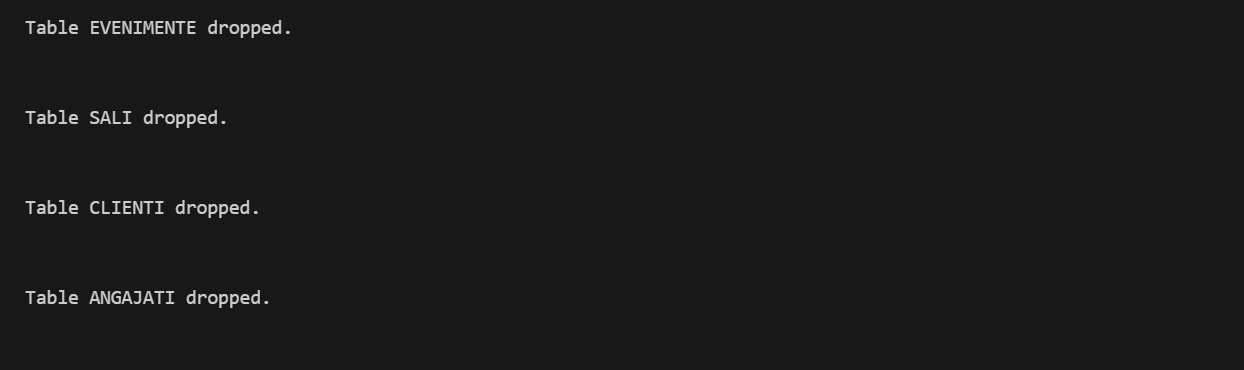 Table EVENIMENTE dropped.
Table SALI dropped.
Table CLIENTI dropped.
Table ANGAJATI dropped.